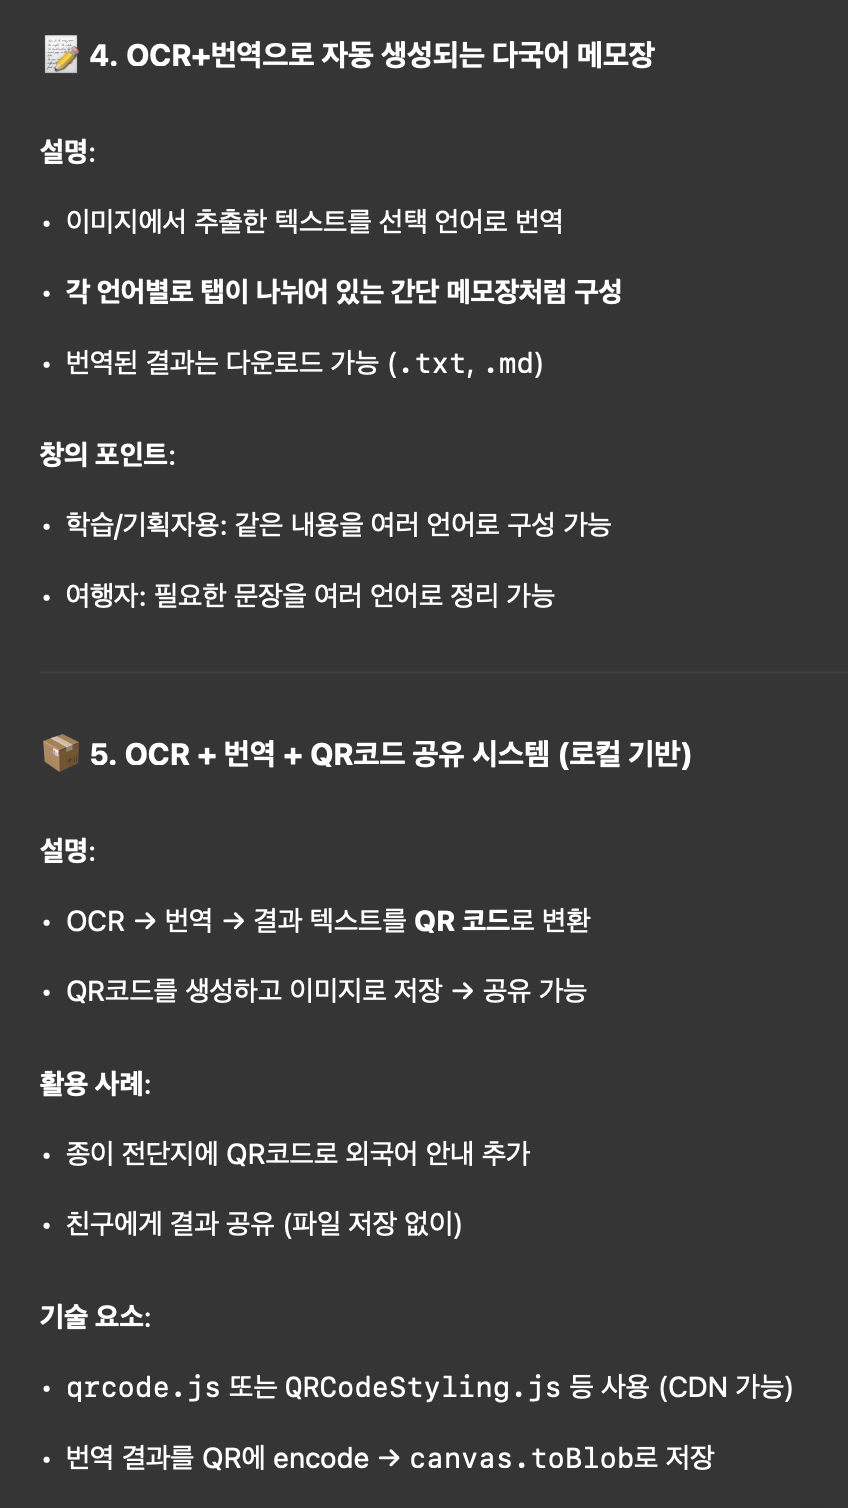 📝 4. OCR+번역으로 자동 생성되는 다국어 메모장
설명:
• 이미지에서 추출한 텍스트를 선택 언어로 번역
• 각 언어별로 탭이 나뉘어 있는 간단 메모장처럼 구성
• 번역된 결과는 다운로드 가능 (.txt, .md)
창의 포인트:
• 학습/기획자용: 같은 내용을 여러 언어로 구성 가능
• 여행자: 필요한 문장을 여러 언어로 정리 가능
📦 5. OCR + 번역 + QR코드 공유 시스템 (로컬 기반)
설명:
• OCR → 번역 → 결과 텍스트를 QR 코드로 변환
• QR코드를 생성하고 이미지로 저장 → 공유 가능
활용 사례:
• 종이 전단지에 QR코드로 외국어 안내 추가
• 친구에게 결과 공유 (파일 저장 없이)
기술 요소:
• qrcode.js 또는 QRCodeStyling.js 등 사용 (CDN 가능)
• 번역 결과를 QR에 encode → canvas.toBlob로 저장